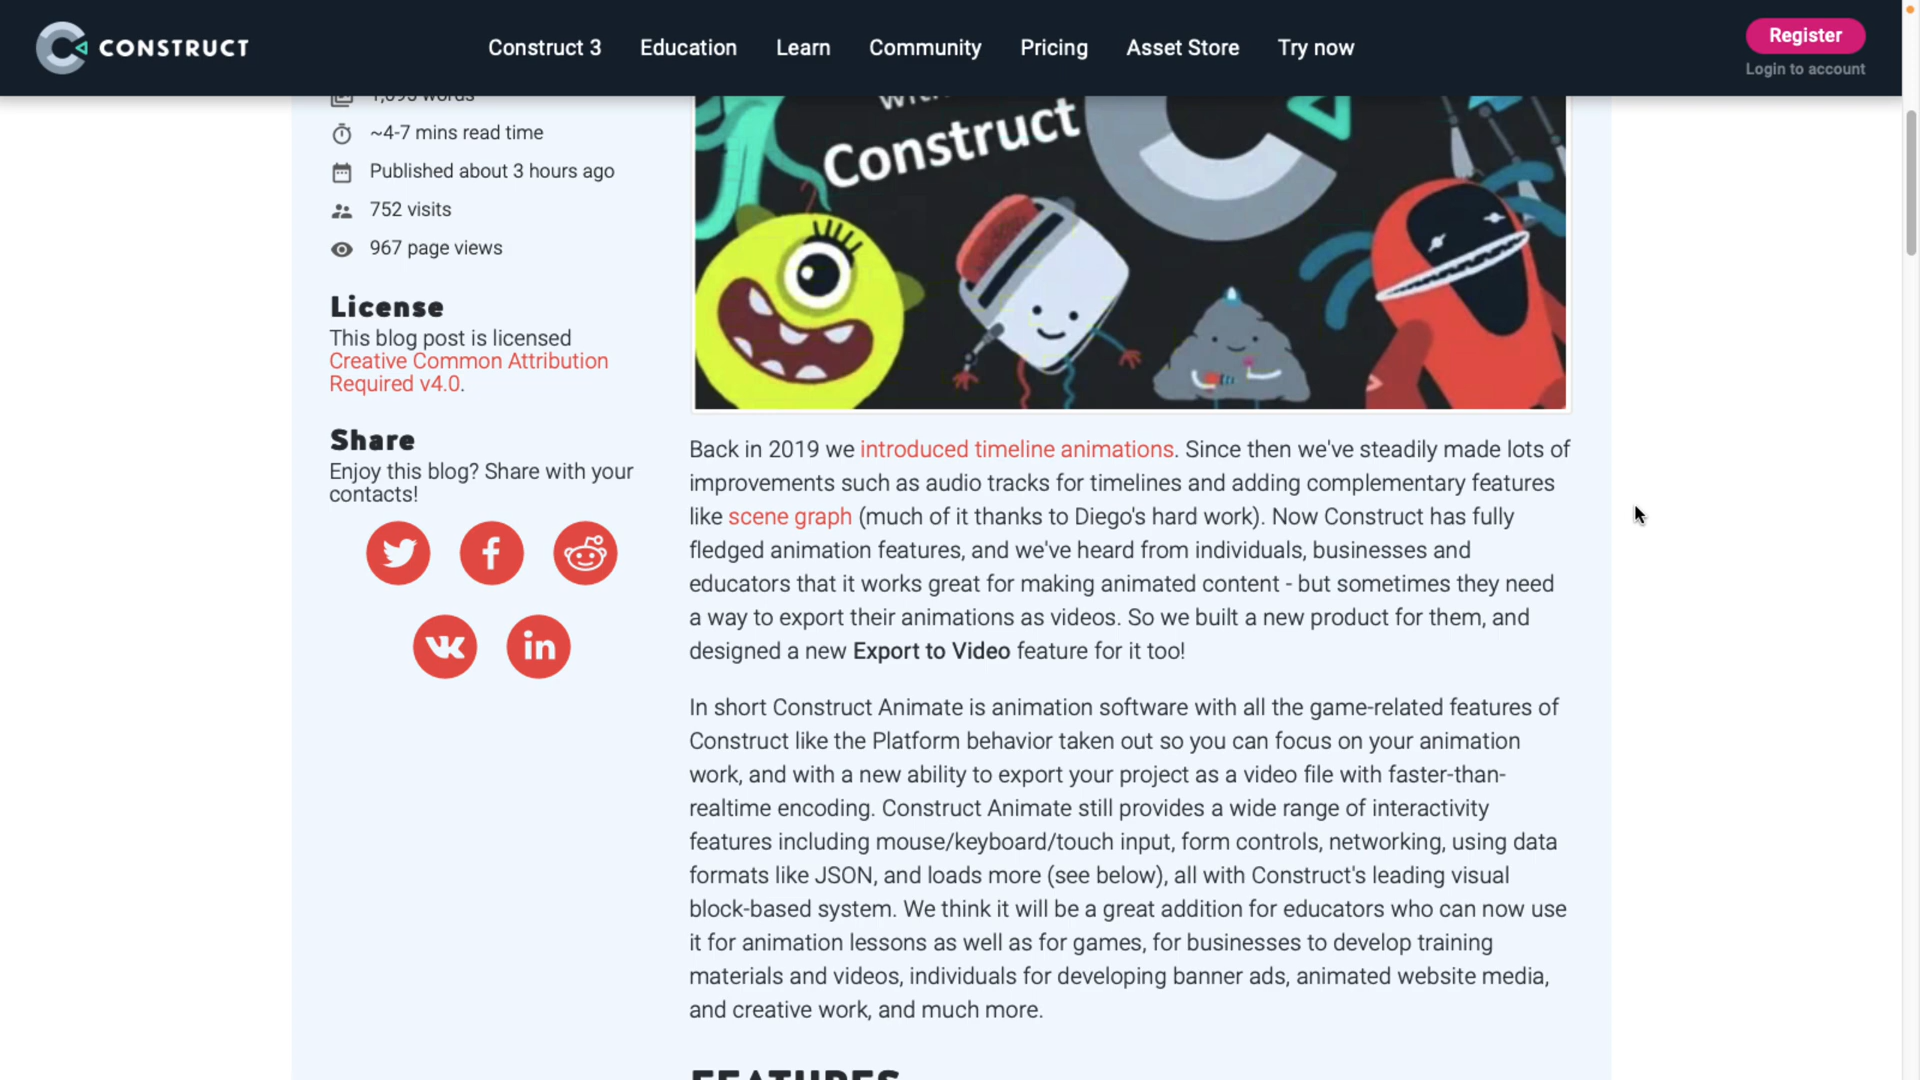 CONSTRUCT
Construct 3
Education
Learn
Community
Pricing
Asset Store
Try now
Register
Login to account
words
~4-7 mins read time
Published about 3 hours ago
752 visits
967 page views
License
This blog post is licensed
Creative Common Attribution
Required v4.0.
Share
Enjoy this blog? Share with your
contacts!
Construct
Back in 2019 we introduced timeline animations. Since then we've steadily made lots of
improvements such as audio tracks for timelines and adding complementary features
like scene graph (much of it thanks to Diego's hard work). Now Construct has fully
fledged animation features, and we've heard from individuals, businesses and
educators that it works great for making animated content - but sometimes they need
a way to export their animations as videos. So we built a new product for them, and
designed a new Export to Video feature for it too!
In short Construct Animate is animation software with all the game-related features of
Construct like the Platform behavior taken out so you can focus on your animation
work, and with a new ability to export your project as a video file with faster-than-
realtime encoding. Construct Animate still provides a wide range of interactivity
features including mouse/keyboard/touch input, form controls, networking, using data
formats like JSON, and loads more (see below), all with Construct's leading visual
block-based system. We think it will be a great addition for educators who can now use
it for animation lessons as well as for games, for businesses to develop training
materials and videos, individuals for developing banner ads, animated website media,
and creative work, and much more.
FEATURES